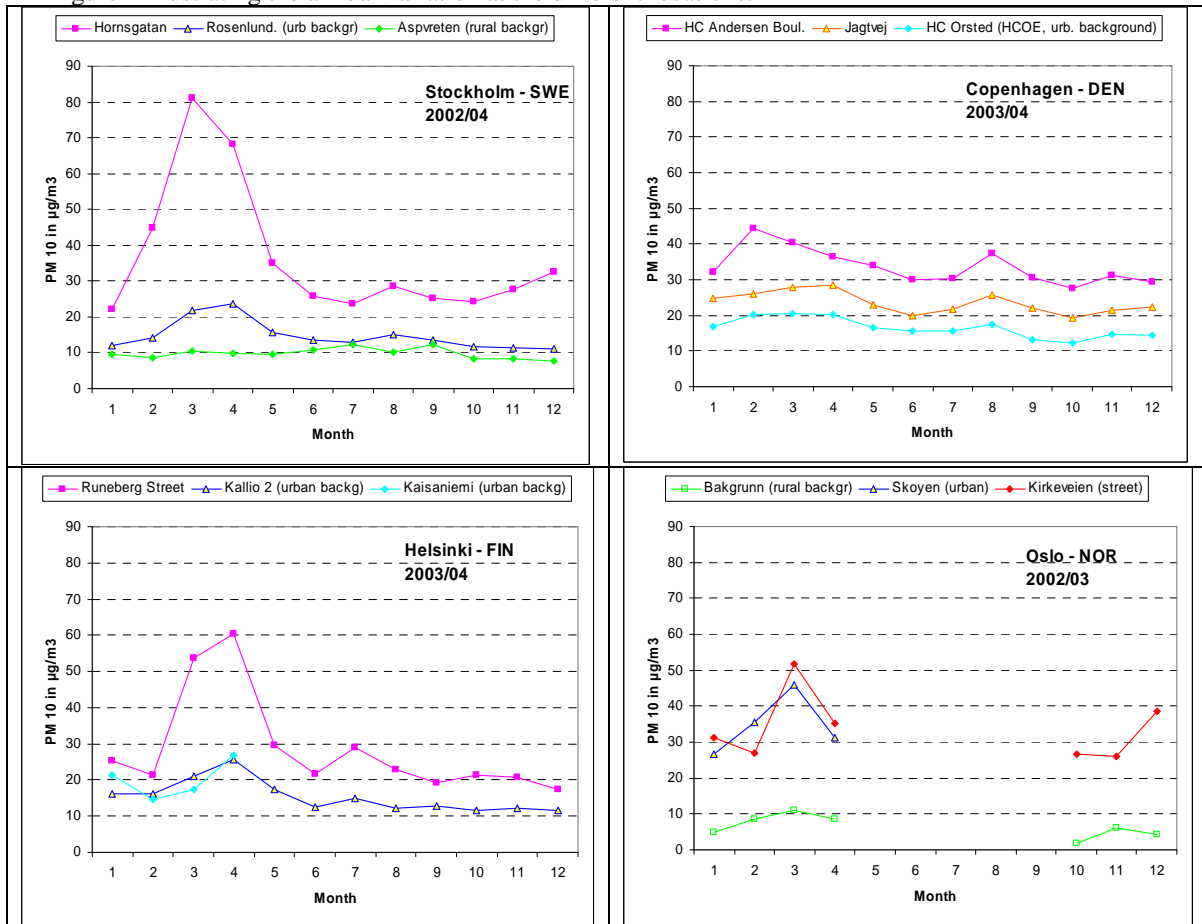 Hornsgatan Rosenlund. (urb backgr) Aspvreten (rural backgr)
Stockholm - SWE
2002/04
PM 10 in µg/m3
90
80
70
60
50
40
30
20
10
0
1 2 3 4 5 6 7 8 9 10 11 12
Month
HC Andersen Boul. Jagtvej HC Orsted (HCOE, urb. background)
Copenhagen - DEN
2003/04
PM 10 in µg/m3
90
80
70
60
50
40
30
20
10
0
1 2 3 4 5 6 7 8 9 10 11 12
Month
Runeberg Street Kallio 2 (urban backg) Kaisaniemi (urban backg)
Helsinki - FIN
2003/04
PM 10 in µg/m3
90
80
70
60
50
40
30
20
10
0
1 2 3 4 5 6 7 8 9 10 11 12
Month
Bakgrunn (rural backgr) Skoyen (urban) Kirkeveien (street)
Oslo - NOR
2002/03
PM 10 in µg/m3
90
80
70
60
50
40
30
20
10
0
1 2 3 4 5 6 7 8 9 10 11 12
Month